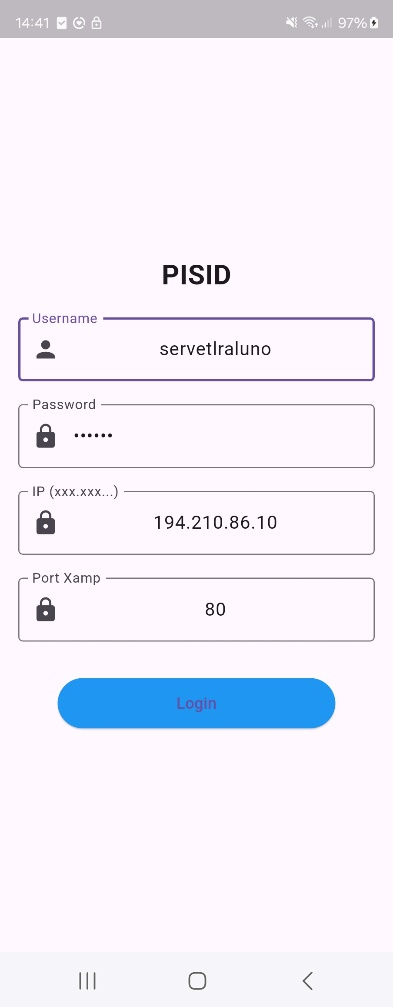 14:41 97%
PISID
Username
servetlraluno
Password
••••••
IP (xxx.xxx...)
194.210.86.10
Port Xamp
80
Login